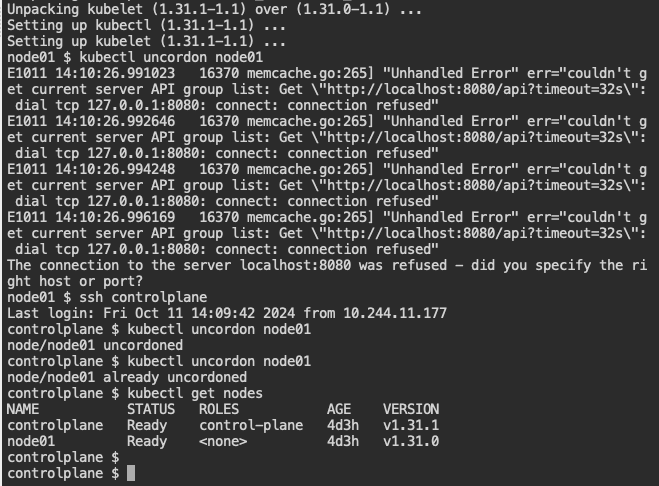 Unpacking kubelet (1.31.1-1.1) over (1.31.0-1.1) ...
Setting up kubectl (1.31.1-1.1) ...
Setting up kubelet (1.31.1-1.1) ...
node01 $ kubectl uncordon node01
E1011 14:10:26.991023   16370 memcache.go:265] "Unhandled Error" err="couldn't g
et current server API group list: Get \"http://localhost:8080/api?timeout=32s\":
 dial tcp 127.0.0.1:8080: connect: connection refused"
E1011 14:10:26.992646   16370 memcache.go:265] "Unhandled Error" err="couldn't g
et current server API group list: Get \"http://localhost:8080/api?timeout=32s\":
 dial tcp 127.0.0.1:8080: connect: connection refused"
E1011 14:10:26.994248   16370 memcache.go:265] "Unhandled Error" err="couldn't g
et current server API group list: Get \"http://localhost:8080/api?timeout=32s\":
 dial tcp 127.0.0.1:8080: connect: connection refused"
E1011 14:10:26.996169   16370 memcache.go:265] "Unhandled Error" err="couldn't g
et current server API group list: Get \"http://localhost:8080/api?timeout=32s\":
 dial tcp 127.0.0.1:8080: connect: connection refused"
The connection to the server localhost:8080 was refused - did you specify the ri
ght host or port?
node01 $ ssh controlplane
Last login: Fri Oct 11 14:09:42 2024 from 10.244.11.177
controlplane $ kubectl uncordon node01
node/node01 uncordoned
controlplane $ kubectl uncordon node01
node/node01 already uncordoned
controlplane $ kubectl get nodes
NAME           STATUS   ROLES           AGE    VERSION
controlplane   Ready    control-plane   4d3h   v1.31.1
node01         Ready    <none>          4d3h   v1.31.0
controlplane $
controlplane $